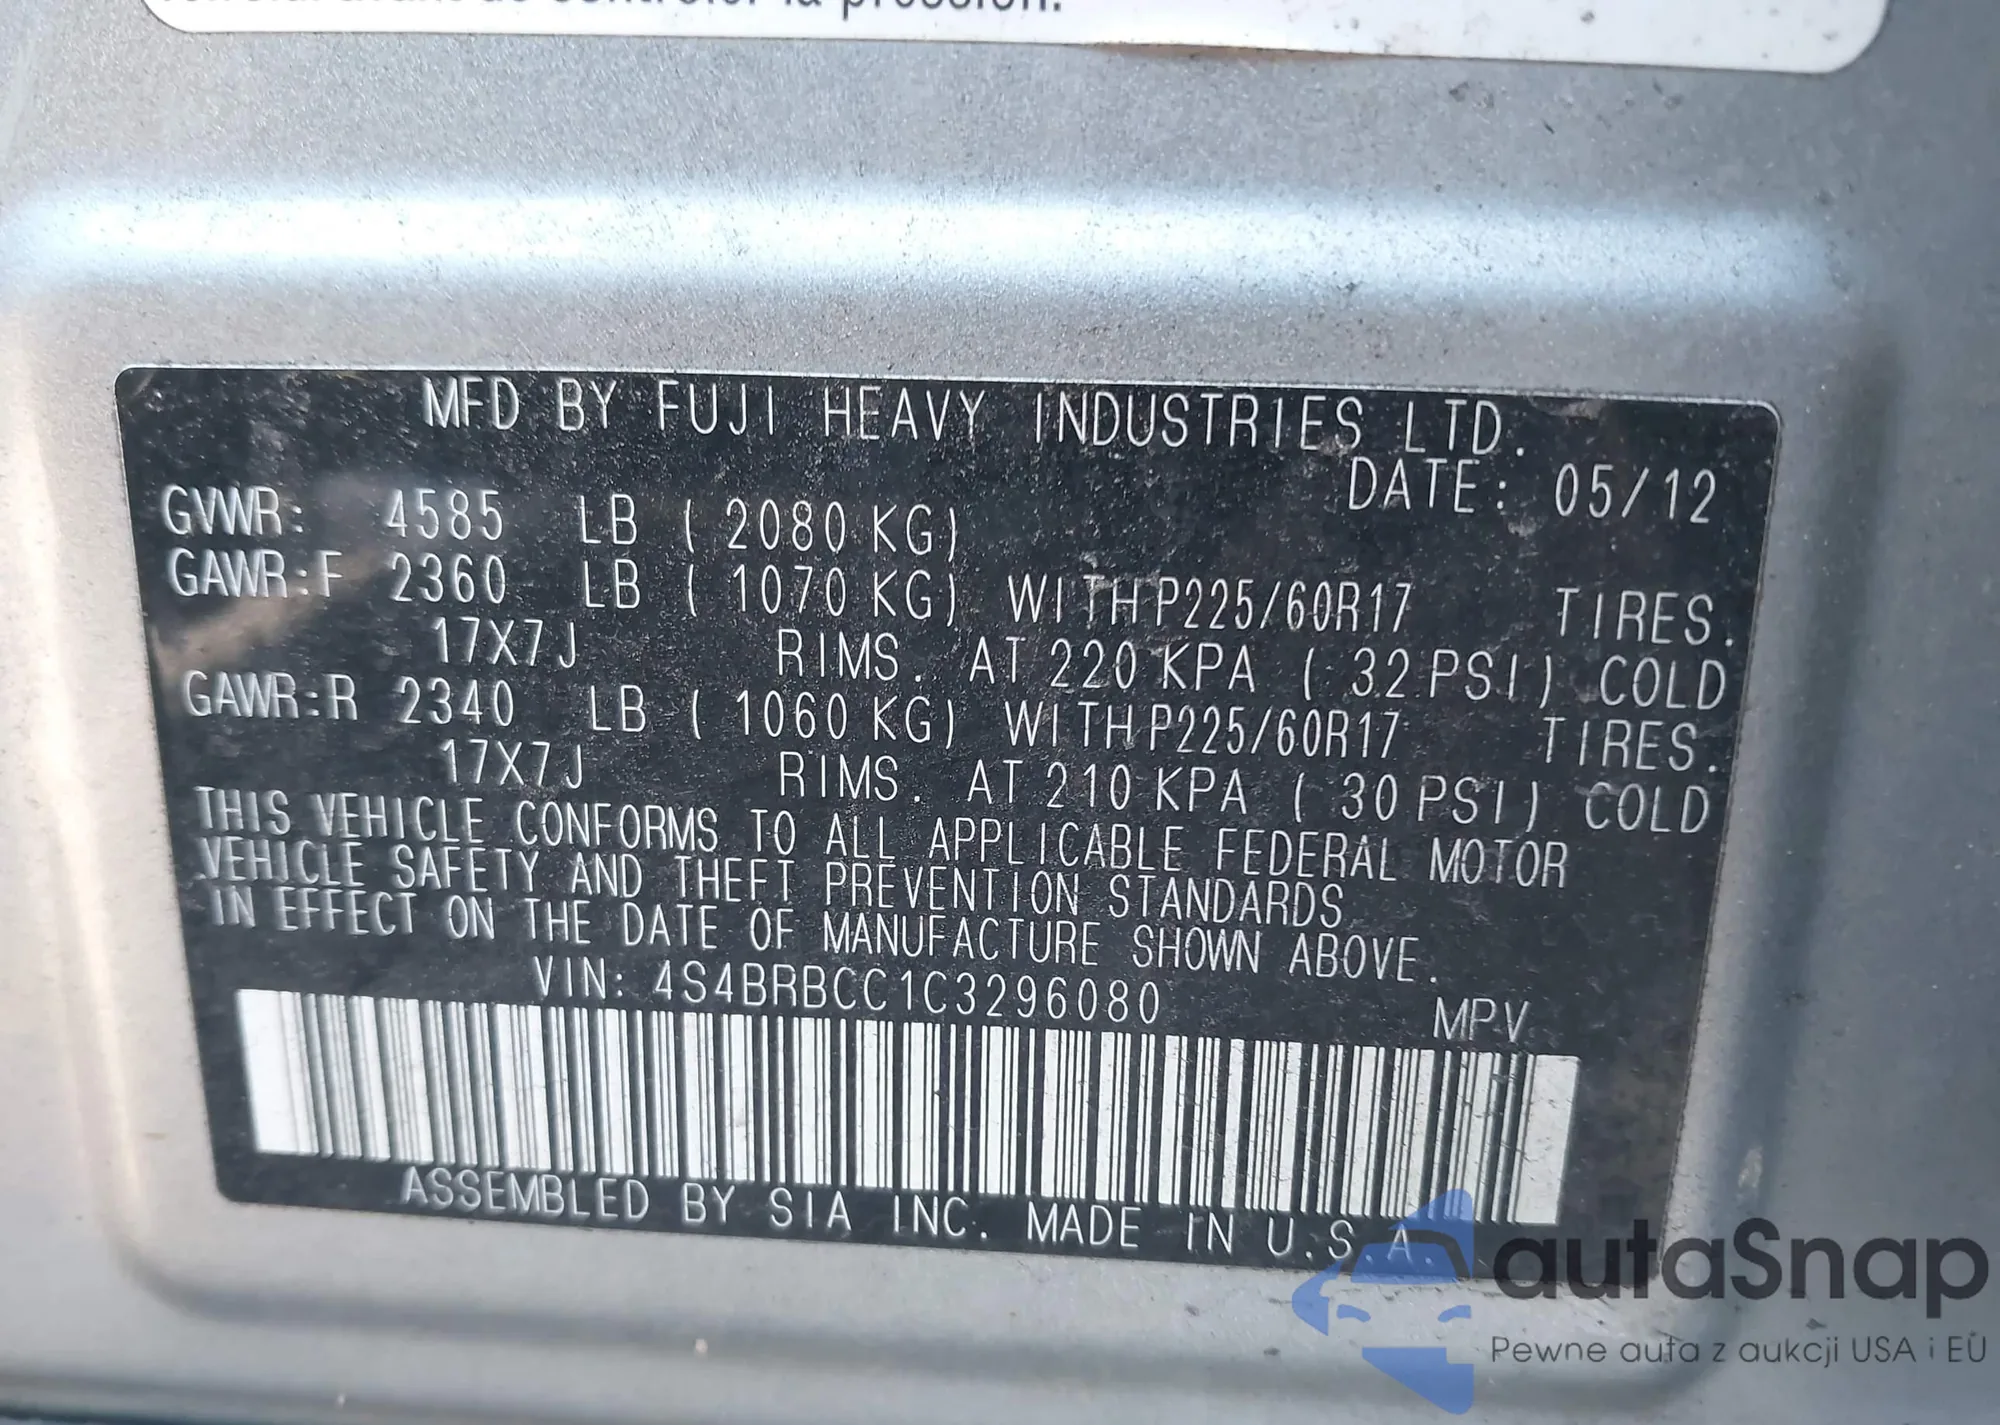 la pression.
MFD BY FUJI HEAVY INDUSTRIES LTD.
DATE: 05/12
GVWR: 4585 LB ( 2080 KG)
GAWR:F 2360 LB ( 1070 KG) WITH P225/60R17 TIRES.
17X7J RIMS. AT 220 KPA ( 32 PSI) COLD
GAWR:R 2340 LB ( 1060 KG) WITH P225/60R17 TIRES.
17X7J RIMS. AT 210 KPA ( 30 PSI) COLD
THIS VEHICLE CONFORMS TO ALL APPLICABLE FEDERAL MOTOR
VEHICLE SAFETY AND THEFT PREVENTION STANDARDS
IN EFFECT ON THE DATE OF MANUFACTURE SHOWN ABOVE.
VIN: 4S4BRBCC1C3296080 MPV
ASSEMBLED BY SIA INC. MADE IN U.S.A.
autaSnap
Pewne auta z aukcji USA i EU